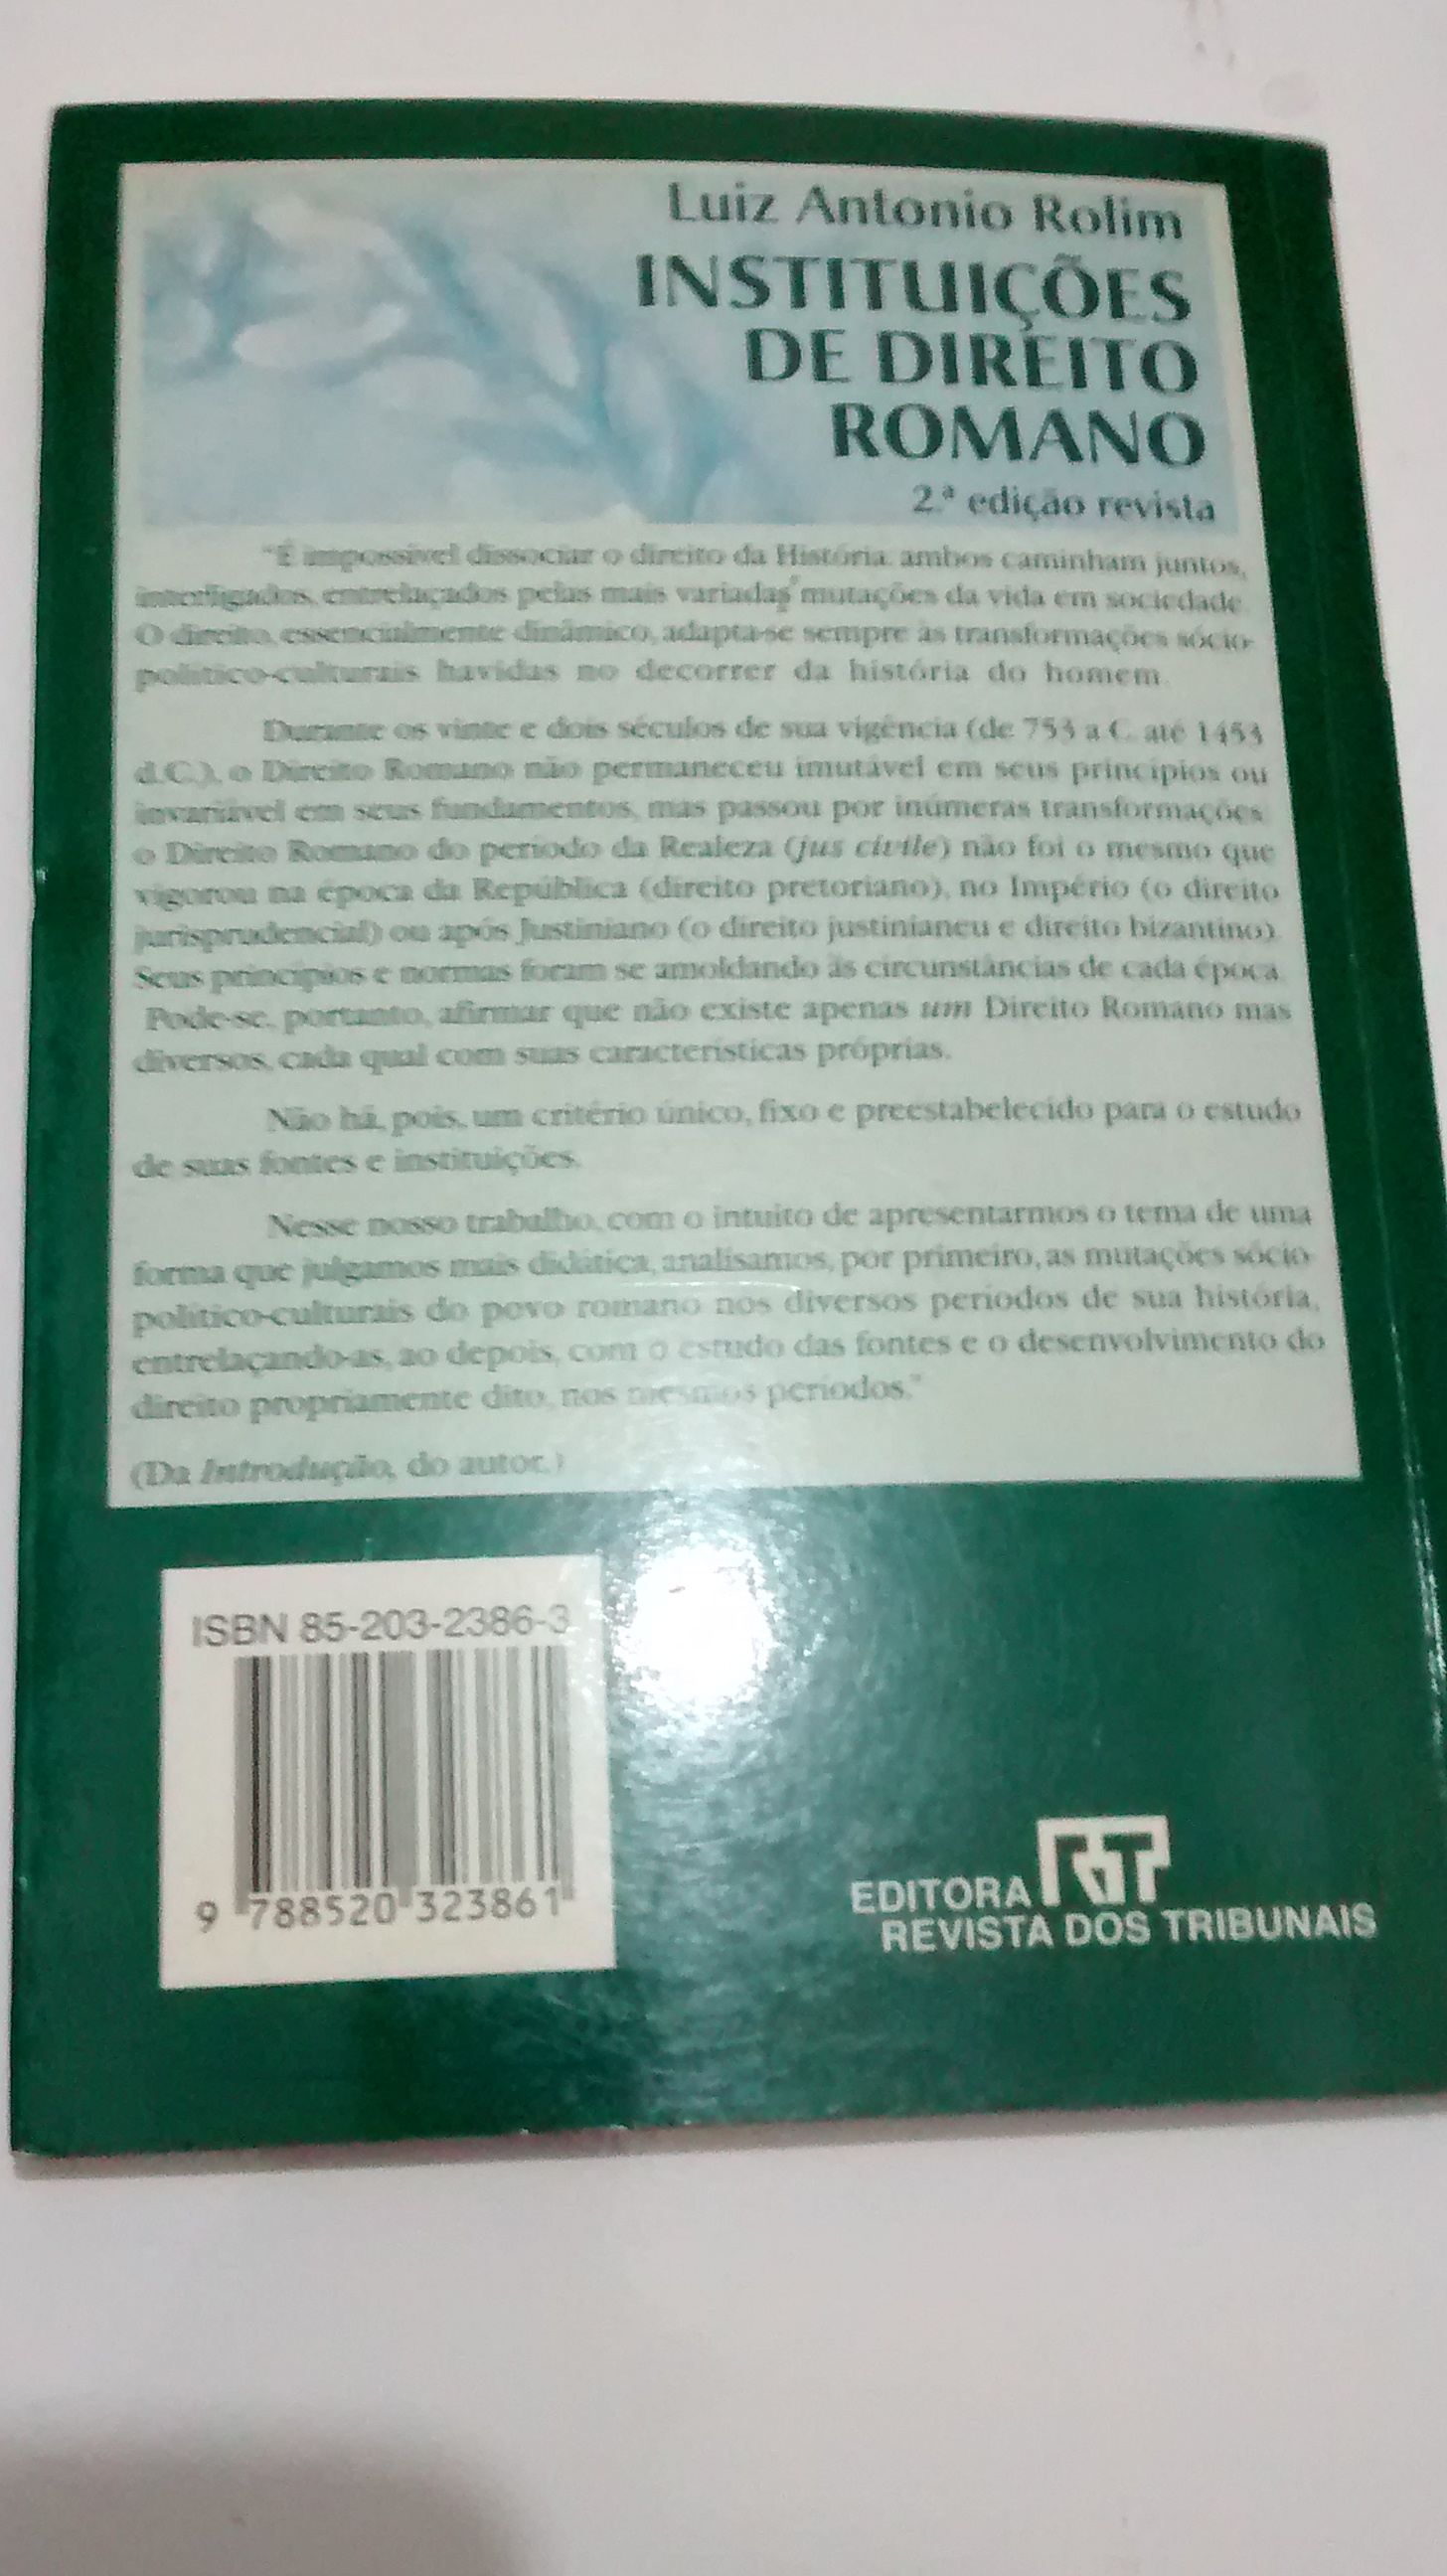 Luiz Antonio Rolim
INSTITUIÇÕES
DE DIREITO
ROMANO
2.ª edição revista
"É impossível dissociar o direito da História: ambos caminham juntos,
interligados, entrelaçados pelas mais variadas mutações da vida em sociedade.
O direito, essencialmente dinâmico, adapta-se sempre às transformações sócio-
político-culturais havidas no decorrer da história do homem.
Durante os vinte e dois séculos de sua vigência (de 753 a.C. até 1453
d.C.), o Direito Romano não permaneceu imutável em seus princípios ou
invariável em seus fundamentos, mas passou por inúmeras transformações:
o Direito Romano do período da Realeza (jus civile) não foi o mesmo que
vigorou na época da República (direito pretoriano), no Império (o direito
jurisprudencial) ou após Justiniano (o direito justinianeu e direito bizantino).
Seus princípios e normas foram se amoldando às circunstâncias de cada época.
Pode-se, portanto, afirmar que não existe apenas um Direito Romano mas
diversos, cada qual com suas características próprias.
Não há, pois, um critério único, fixo e preestabelecido para o estudo
de suas fontes e instituições.
Nesse nosso trabalho, com o intuito de apresentarmos o tema de uma
forma que julgamos mais didática, analisamos, por primeiro, as mutações sócio-
político-culturais do povo romano nos diversos períodos de sua história,
entrelaçando-as, ao depois, com o estudo das fontes e o desenvolvimento do
direito propriamente dito, nos mesmos períodos."
(Da Introdução, do autor.)
ISBN 85-203-2386-3
9 788520 323861
EDITORA RT
REVISTA DOS TRIBUNAIS